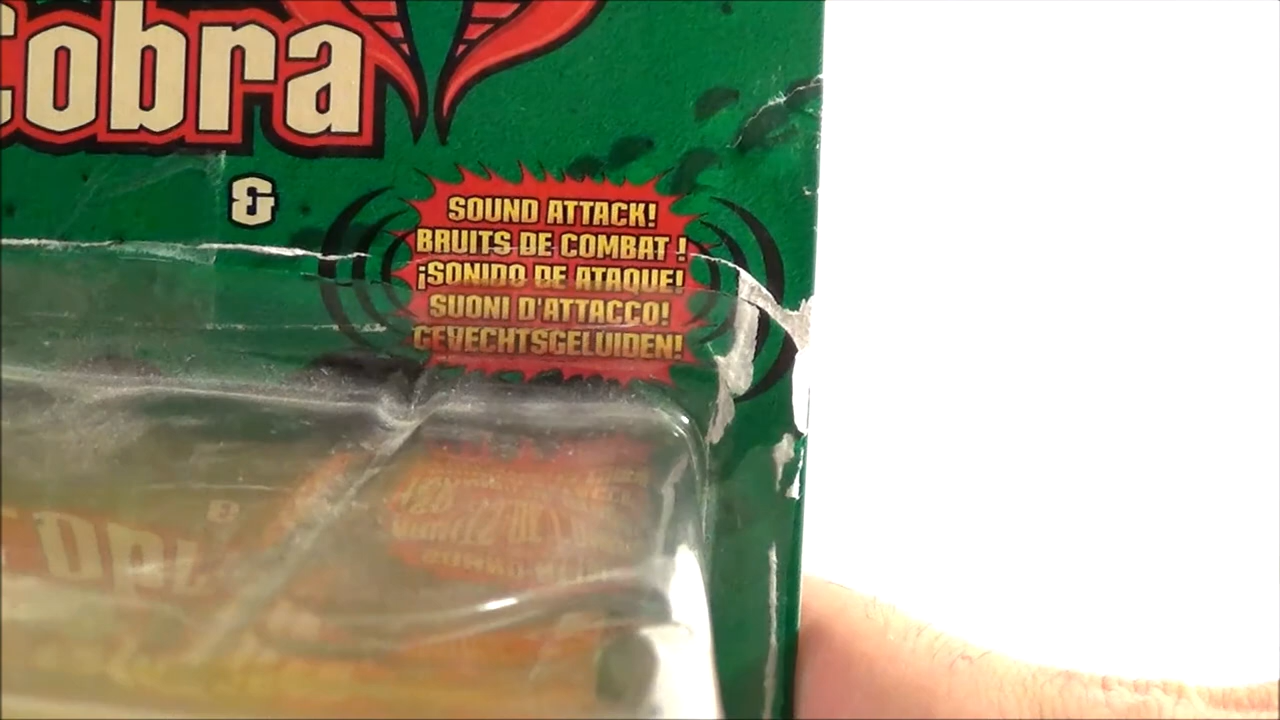 Cobra
&
SOUND ATTACK!
BRUITS DE COMBAT !
¡SONIDO DE ATAQUE!
SUONI D'ATTACCO!
GEVECHTSGELUIDEN!